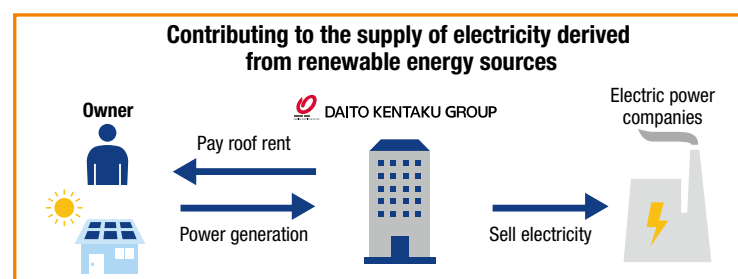 Contributing to the supply of electricity derived
from renewable energy sources
Owner
DAITO KENTAKU GROUP
Electric power
companies
Pay roof rent
Power generation
Sell electricity